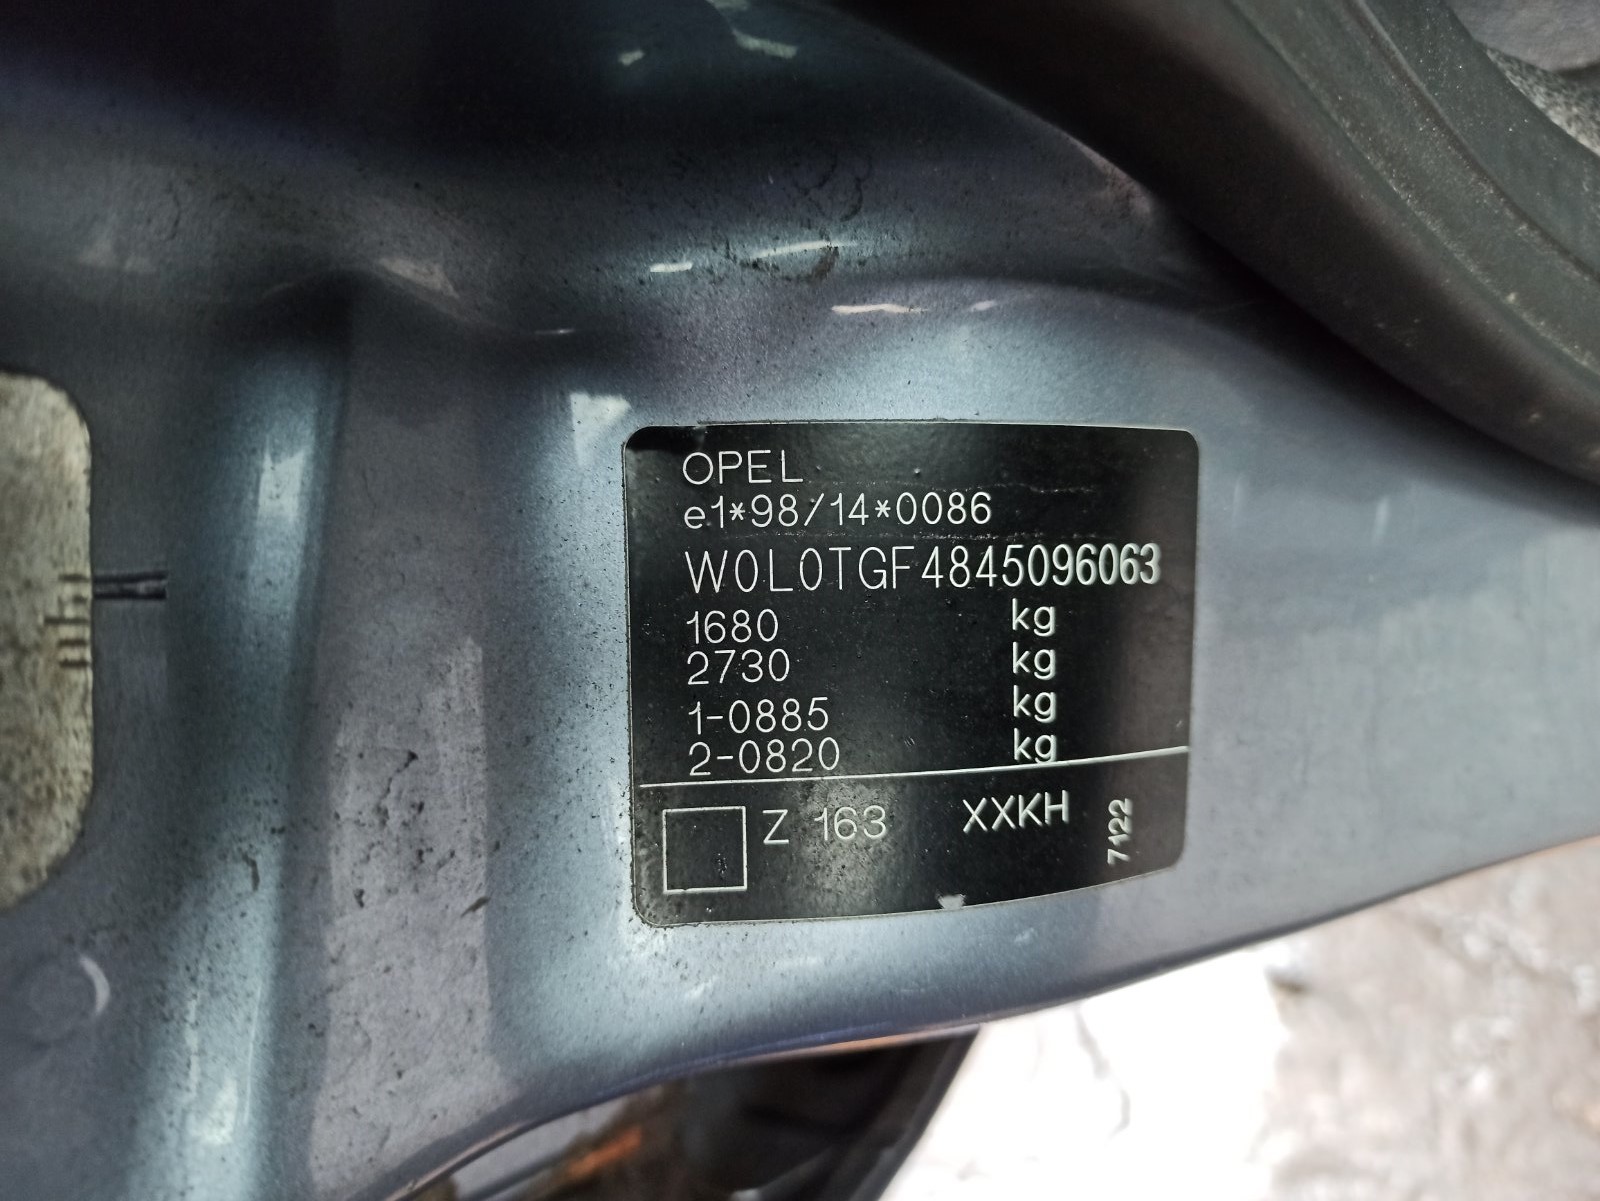 OPEL
e1*98/14*0086
W0L0TGF4845096063
1680 kg
2730 kg
1-0885 kg
2-0820 kg
Z 163 XXKH 7122